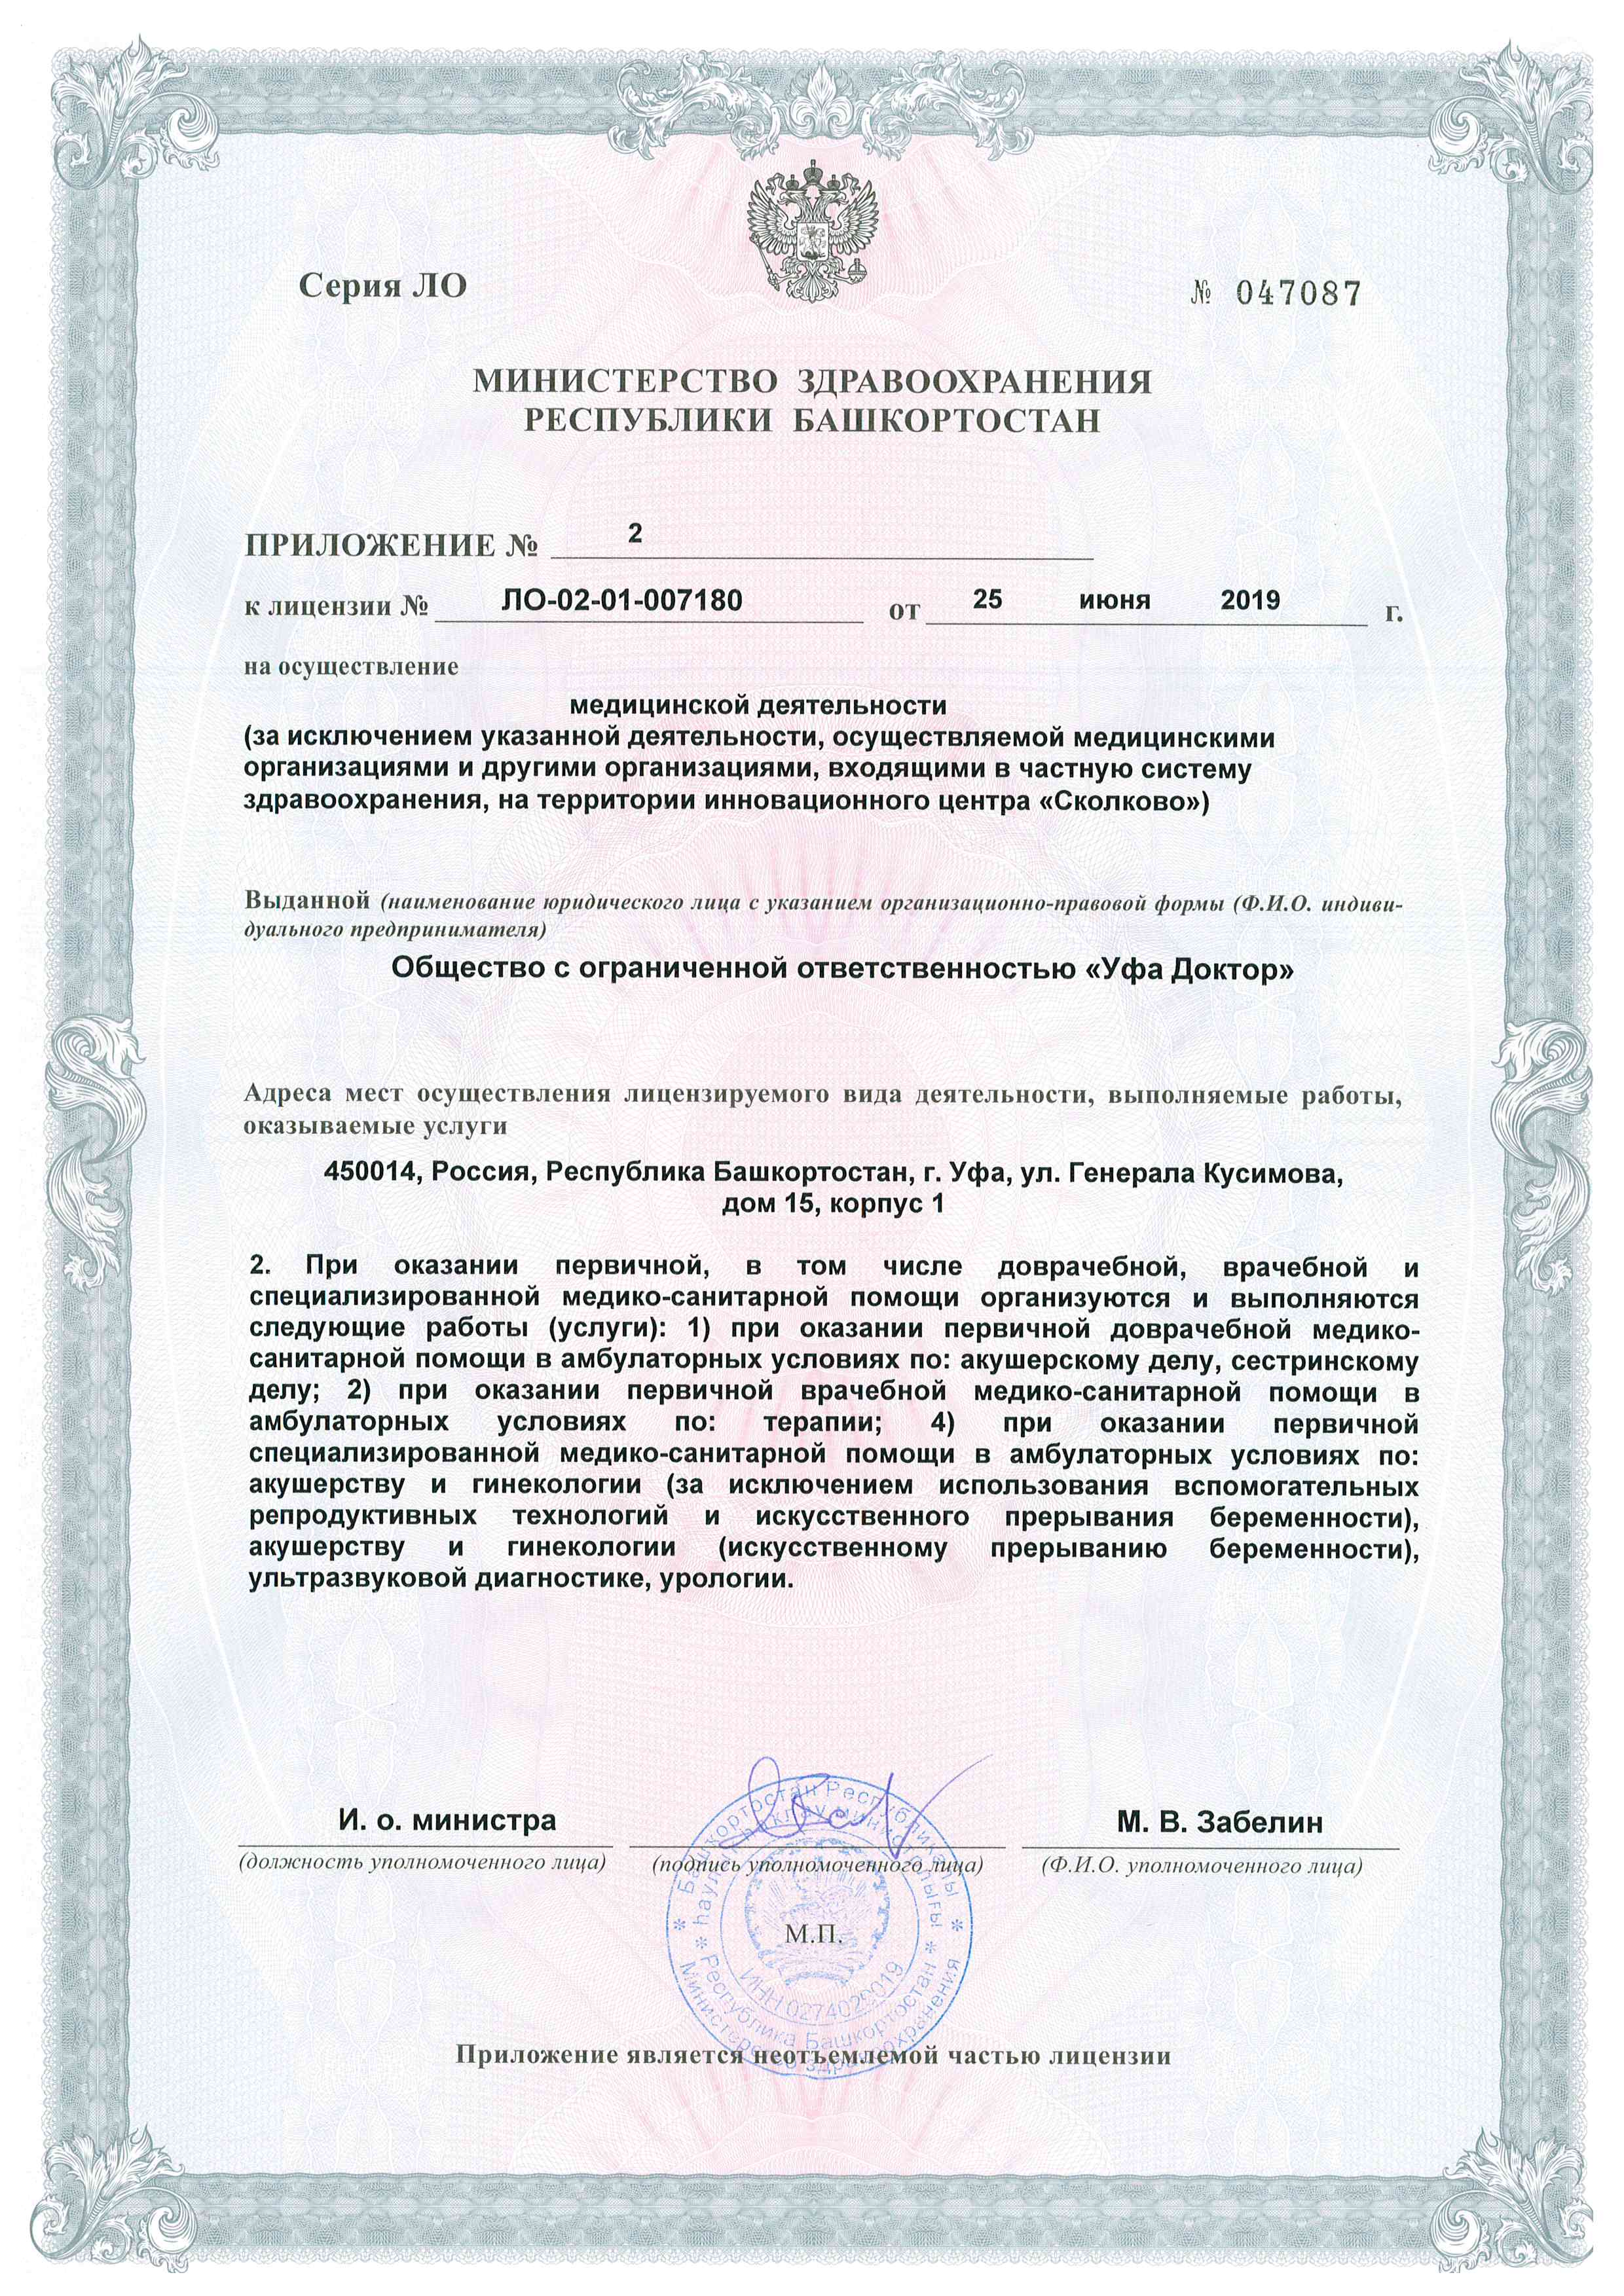 Серия ЛО
№ 047087
МИНИСТЕРСТВО ЗДРАВООХРАНЕНИЯ
РЕСПУБЛИКИ БАШКОРТОСТАН
ПРИЛОЖЕНИЕ № 2
к лицензии № ЛО-02-01-007180 от 25 июня 2019 г.
на осуществление
медицинской деятельности
(за исключением указанной деятельности, осуществляемой медицинскими
организациями и другими организациями, входящими в частную систему
здравоохранения, на территории инновационного центра «Сколково»)
Выданной (наименование юридического лица с указанием организационно-правовой формы (Ф.И.О. индиви-
дуального предпринимателя)
Общество с ограниченной ответственностью «Уфа Доктор»
Адреса мест осуществления лицензируемого вида деятельности, выполняемые работы,
оказываемые услуги
450014, Россия, Республика Башкортостан, г. Уфа, ул. Генерала Кусимова,
дом 15, корпус 1
2. При оказании первичной, в том числе доврачебной, врачебной и
специализированной медико-санитарной помощи организуются и выполняются
следующие работы (услуги): 1) при оказании первичной доврачебной медико-
санитарной помощи в амбулаторных условиях по: акушерскому делу, сестринскому
делу; 2) при оказании первичной врачебной медико-санитарной помощи в
амбулаторных условиях по: терапии; 4) при оказании первичной
специализированной медико-санитарной помощи в амбулаторных условиях по:
акушерству и гинекологии (за исключением использования вспомогательных
репродуктивных технологий и искусственного прерывания беременности),
акушерству и гинекологии (искусственному прерыванию беременности),
ультразвуковой диагностике, урологии.
И. о. министра
М. В. Забелин
(должность уполномоченного лица)
(подпись уполномоченного лица)
(Ф.И.О. уполномоченного лица)
М.П.
Башкортостан Республикаһы
һаулыҡ һаҡлау министрлығы
Министерство здравоохранения
Республика Башкортостан
ИНН 0274029019
Приложение является неотъемлемой частью лицензии